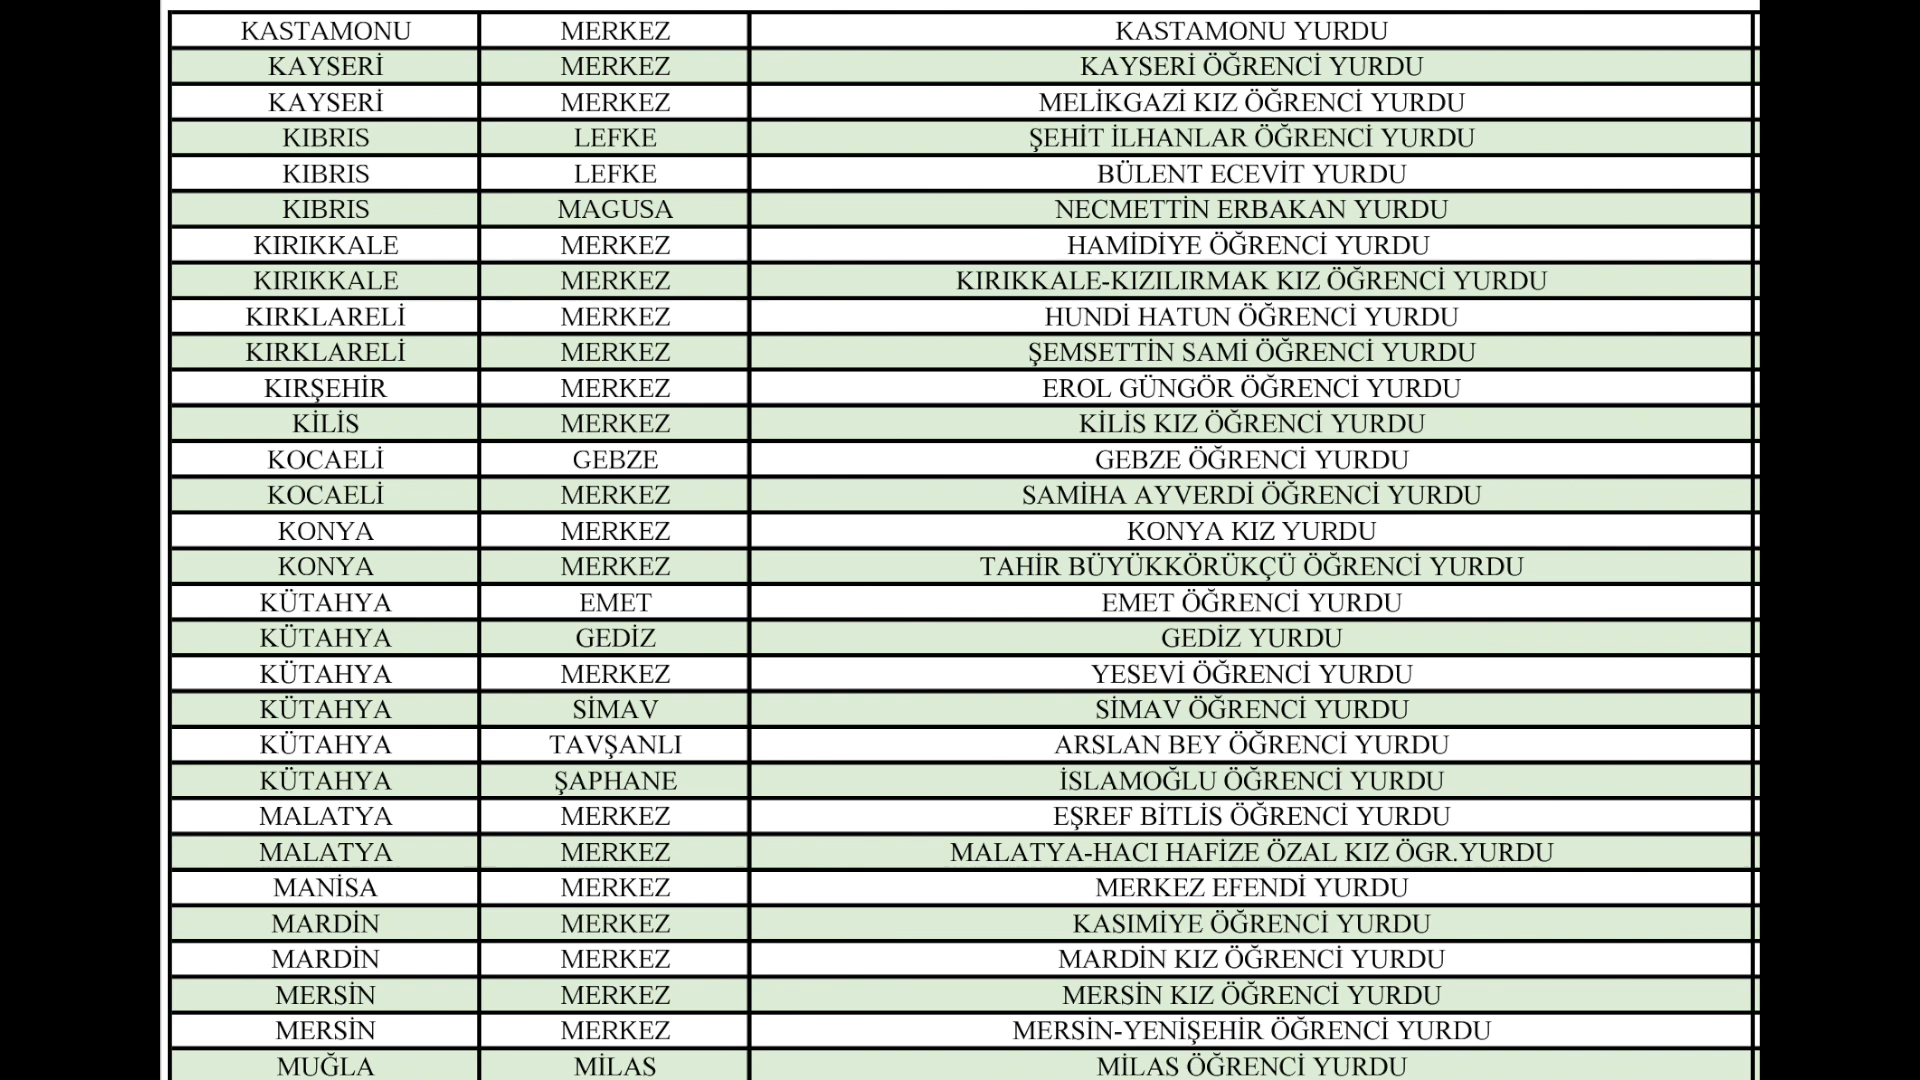 KASTAMONU MERKEZ KASTAMONU YURDU
KAYSERİ MERKEZ KAYSERİ ÖĞRENCİ YURDU
KAYSERİ MERKEZ MELİKGAZİ KIZ ÖĞRENCİ YURDU
KIBRIS LEFKE ŞEHİT İLHANLAR ÖĞRENCİ YURDU
KIBRIS LEFKE BÜLENT ECEVİT YURDU
KIBRIS MAGUSA NECMETTİN ERBAKAN YURDU
KIRIKKALE MERKEZ HAMİDİYE ÖĞRENCİ YURDU
KIRIKKALE MERKEZ KIRIKKALE-KIZILIRMAK KIZ ÖĞRENCİ YURDU
KIRKLARELİ MERKEZ HUNDİ HATUN ÖĞRENCİ YURDU
KIRKLARELİ MERKEZ ŞEMSETTİN SAMİ ÖĞRENCİ YURDU
KIRŞEHİR MERKEZ EROL GÜNGÖR ÖĞRENCİ YURDU
KİLİS MERKEZ KİLİS KIZ ÖĞRENCİ YURDU
KOCAELİ GEBZE GEBZE ÖĞRENCİ YURDU
KOCAELİ MERKEZ SAMİHA AYVERDİ ÖĞRENCİ YURDU
KONYA MERKEZ KONYA KIZ YURDU
KONYA MERKEZ TAHİR BÜYÜKKÖRÜKÇÜ ÖĞRENCİ YURDU
KÜTAHYA EMET EMET ÖĞRENCİ YURDU
KÜTAHYA GEDİZ GEDİZ YURDU
KÜTAHYA MERKEZ YESEVİ ÖĞRENCİ YURDU
KÜTAHYA SİMAV SİMAV ÖĞRENCİ YURDU
KÜTAHYA TAVŞANLI ARSLAN BEY ÖĞRENCİ YURDU
KÜTAHYA ŞAPHANE İSLAMOĞLU ÖĞRENCİ YURDU
MALATYA MERKEZ EŞREF BİTLİS ÖĞRENCİ YURDU
MALATYA MERKEZ MALATYA-HACI HAFİZE ÖZAL KIZ ÖGR.YURDU
MANİSA MERKEZ MERKEZ EFENDİ YURDU
MARDİN MERKEZ KASIMİYE ÖĞRENCİ YURDU
MARDİN MERKEZ MARDİN KIZ ÖĞRENCİ YURDU
MERSİN MERKEZ MERSİN KIZ ÖĞRENCİ YURDU
MERSİN MERKEZ MERSİN-YENİŞEHİR ÖĞRENCİ YURDU
MUĞLA MİLAS MİLAS ÖĞRENCİ YURDU